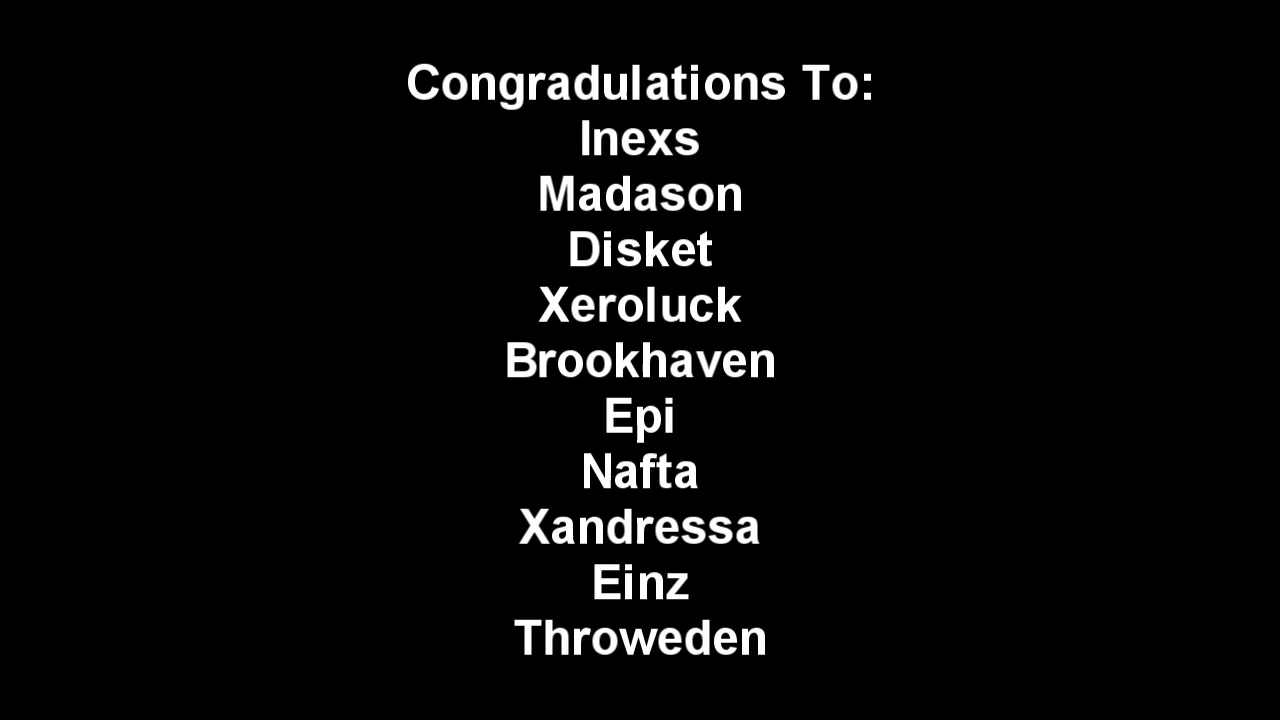 Congradulations To:
Inexs
Madason
Disket
Xeroluck
Brookhaven
Epi
Nafta
Xandressa
Einz
Throweden